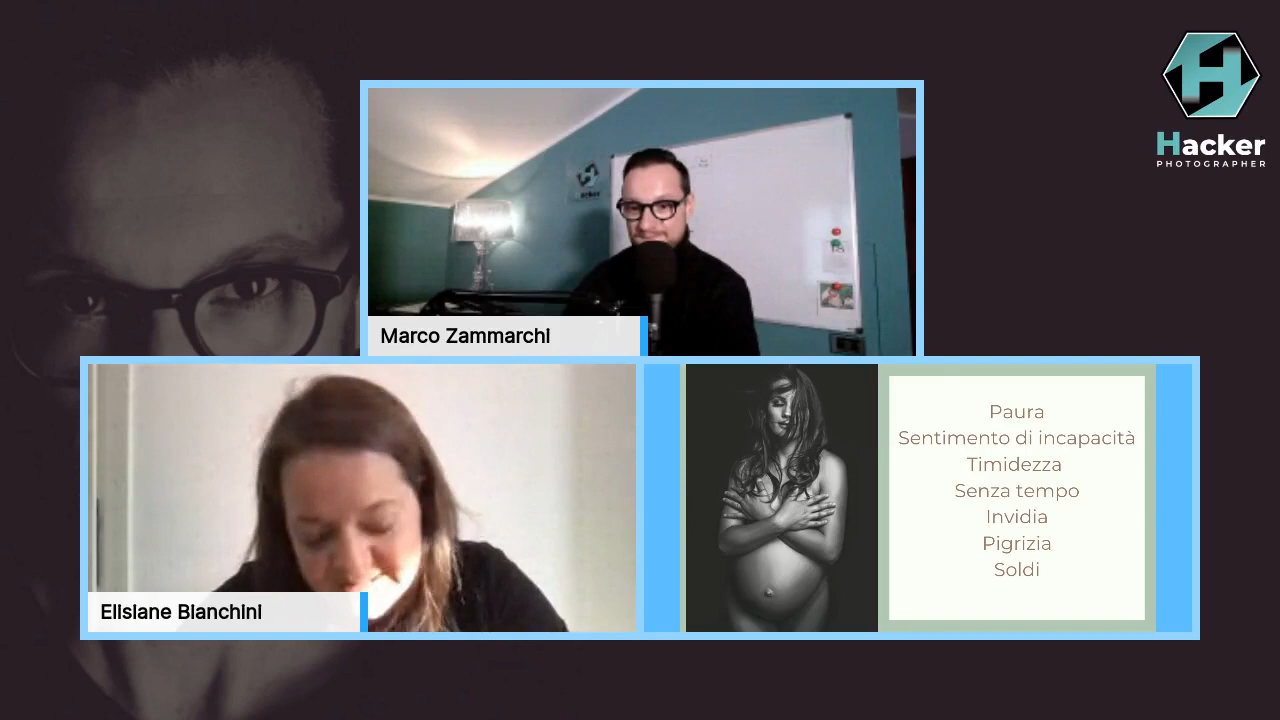 Hacker
PHOTOGRAPHER
Marco Zammarchi
Elisiane Bianchini
Paura
Sentimento di incapacità
Timidezza
Senza tempo
Invidia
Pigrizia
Soldi